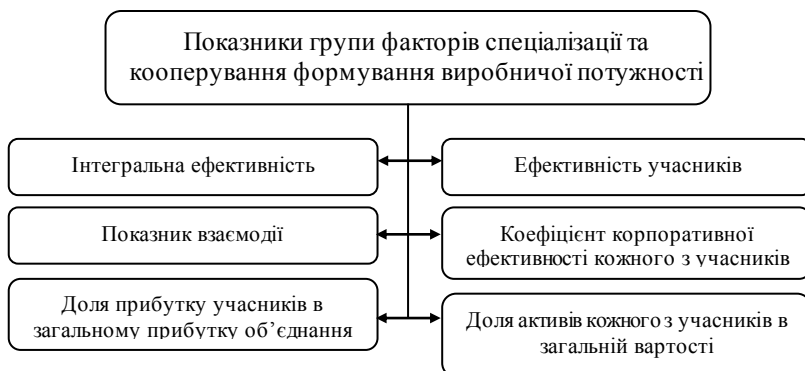 Показники групи факторів спеціалізації та
кооперування формування виробничої потужності
Інтегральна ефективність
Ефективність учасників
Показник взаємодії
Коефіцієнт корпоративної
ефективності кожного з учасників
Доля прибутку учасників в
загальному прибутку об’єднання
Доля активів кожного з учасників в
загальній вартості